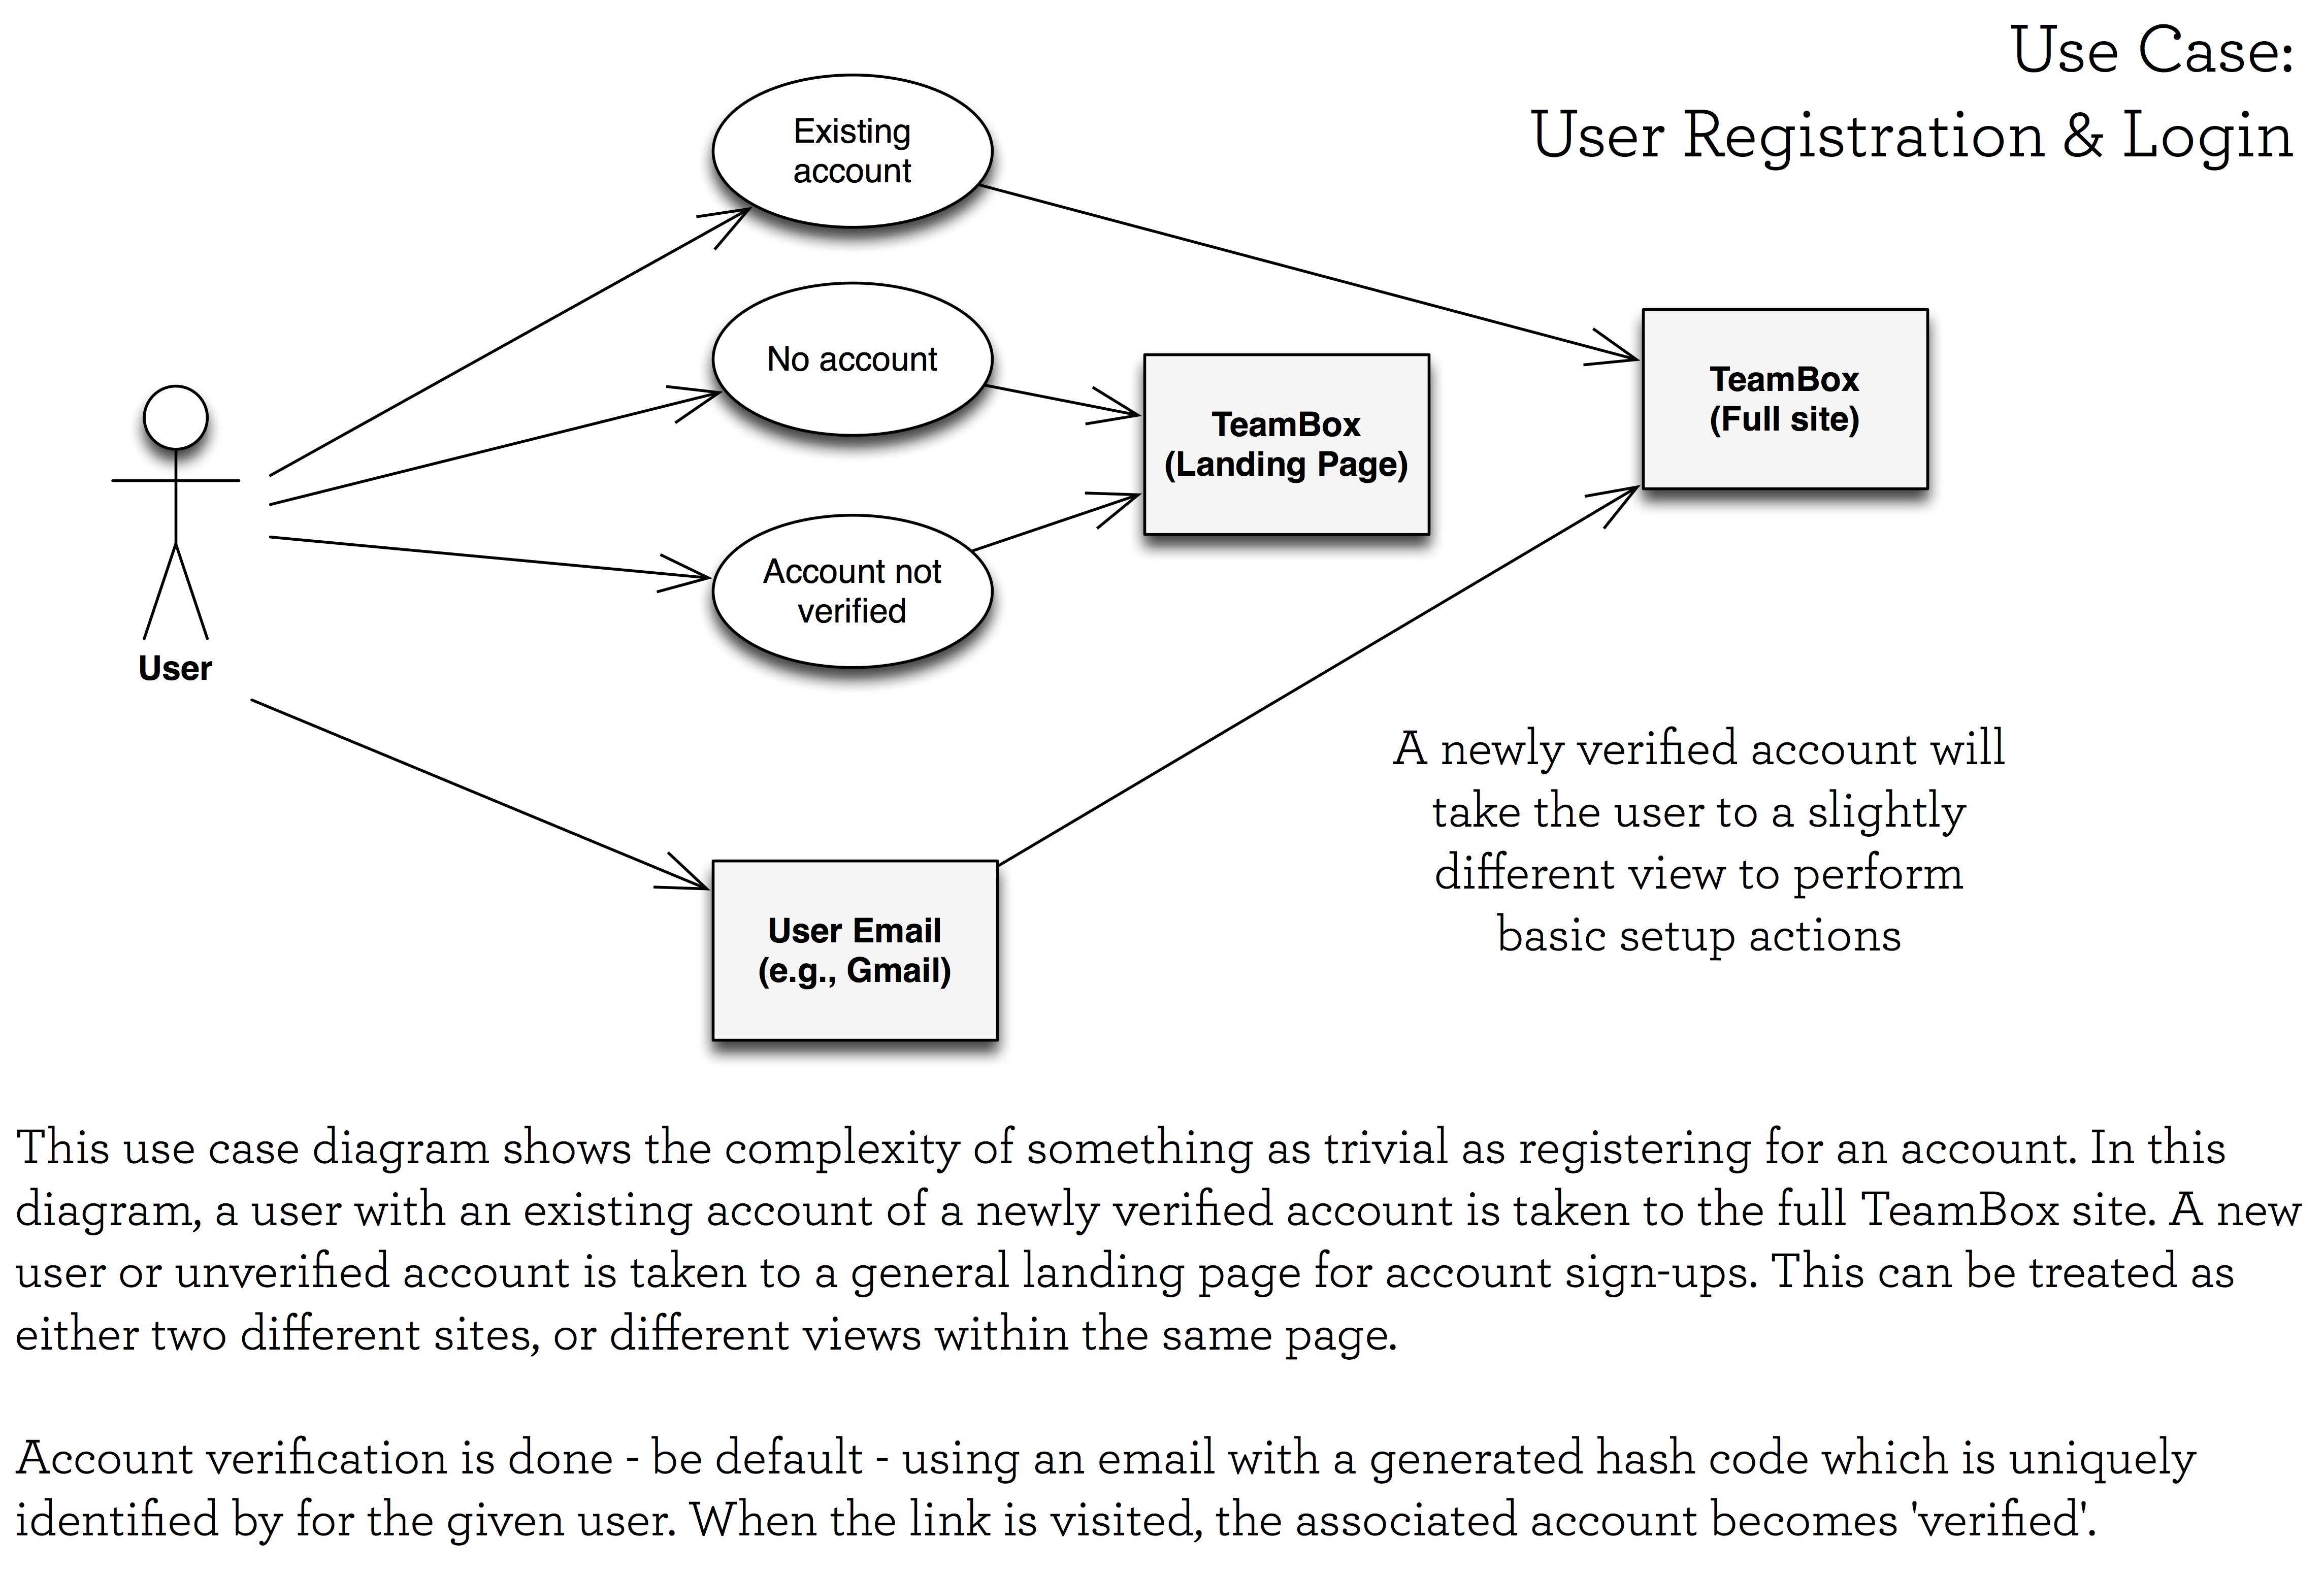 Use Case:
User Registration & Login
Existing
account
No account
Account not
verified
TeamBox
(Landing Page)
TeamBox
(Full site)
User
User Email
(e.g., Gmail)
A newly verified account will
take the user to a slightly
different view to perform
basic setup actions
This use case diagram shows the complexity of something as trivial as registering for an account. In this
diagram, a user with an existing account of a newly verified account is taken to the full TeamBox site. A new
user or unverified account is taken to a general landing page for account sign-ups. This can be treated as
either two different sites, or different views within the same page.
Account verification is done - be default - using an email with a generated hash code which is uniquely
identified by for the given user. When the link is visited, the associated account becomes 'verified'.